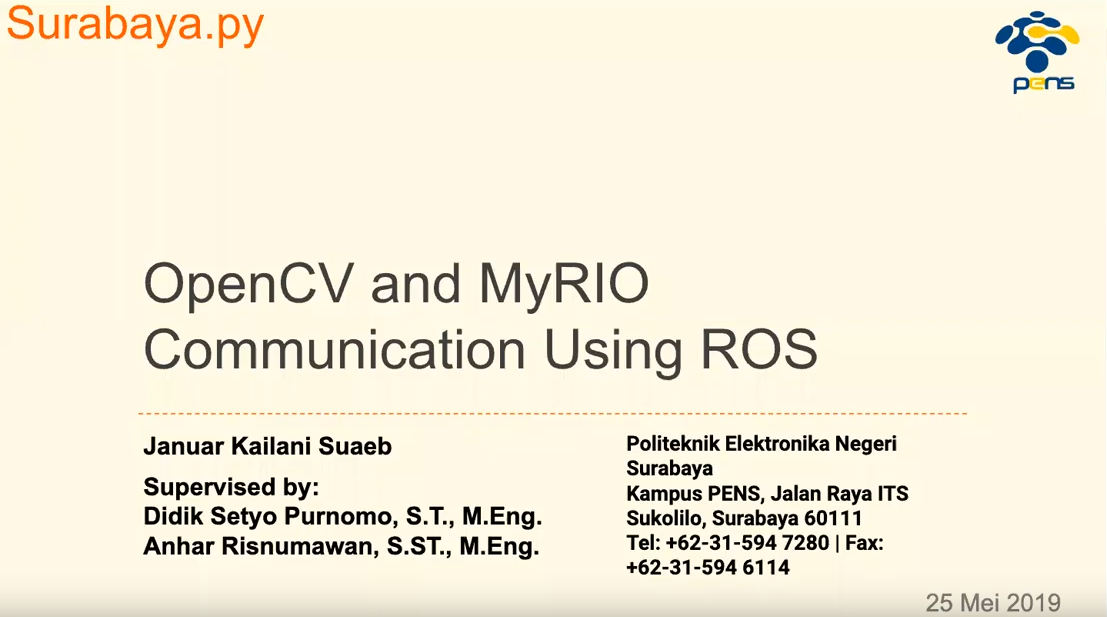 Surabaya.py
pens
OpenCV and MyRIO
Communication Using ROS
Januar Kailani Suaeb
Supervised by:
Didik Setyo Purnomo, S.T., M.Eng.
Anhar Risnumawan, S.ST., M.Eng.
Politeknik Elektronika Negeri
Surabaya
Kampus PENS, Jalan Raya ITS
Sukolilo, Surabaya 60111
Tel: +62-31-594 7280 | Fax:
+62-31-594 6114
25 Mei 2019